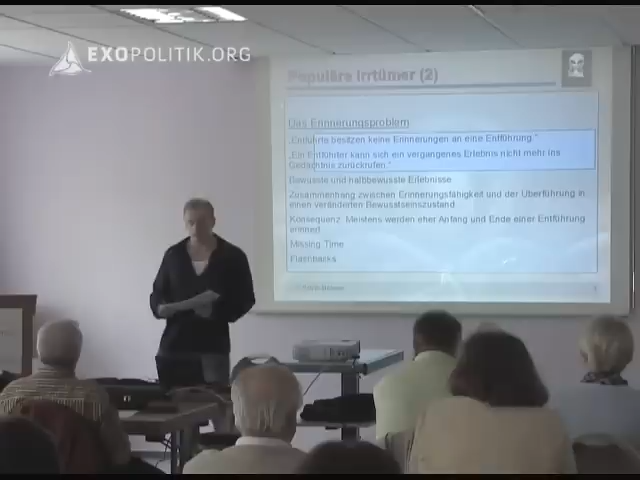 EXOPOLITIK.ORG
Populäre Irrtümer (2)
Das Erinnerungsproblem
„Entführte besitzen keine Erinnerungen an eine Entführung."
„Ein Entführter kann sich ein vergangenes Erlebnis nicht mehr ins
Gedächtnis zurückrufen."
Bewusste und halbbewusste Erlebnisse
Zusammenhang zwischen Erinnerungsfähigkeit und der Überführung in
einen veränderten Bewusstseinszustand
Konsequenz: Meistens werden eher Anfang und Ende einer Entführung
erinnert
Missing Time
Flashbacks